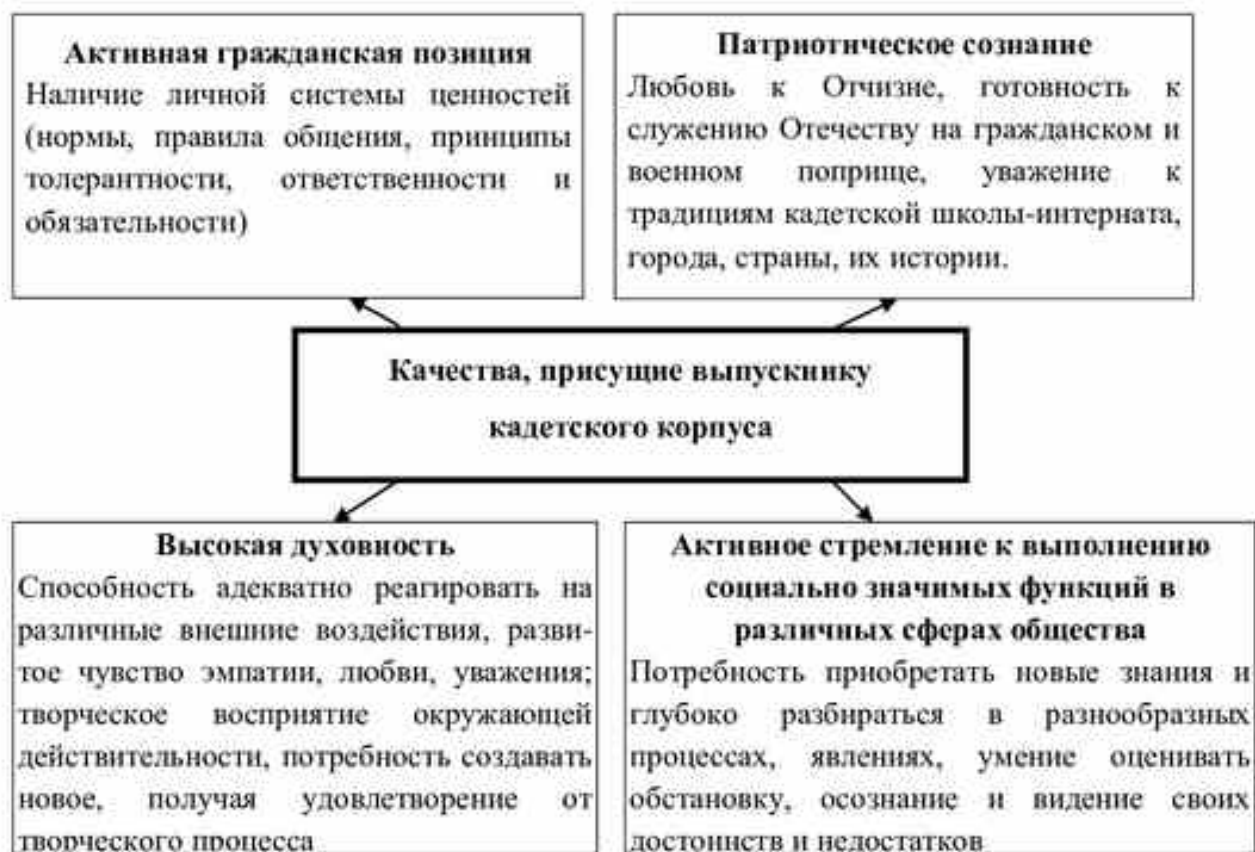 Активная гражданская позиция
Наличие личной системы ценностей
(нормы, правила общения, принципы
толерантности, ответственности и
обязательности)
Патриотическое сознание
Любовь к Отчизне, готовность к
служению Отечеству на гражданском и
военном поприще, уважение к
традициям кадетской школы-интерната,
города, страны, их истории.
Качества, присущие выпускнику
кадетского корпуса
Высокая духовность
Способность адекватно реагировать на
различные внешние воздействия, разви-
тое чувство эмпатии, любви, уважения;
творческое восприятие окружающей
действительности, потребность создавать
новое, получая удовлетворение от
творческого процесса
Активное стремление к выполнению
социально значимых функций в
различных сферах общества
Потребность приобретать новые знания и
глубоко разбираться в разнообразных
процессах, явлениях, умение оценивать
обстановку, осознание и видение своих
достоинств и недостатков